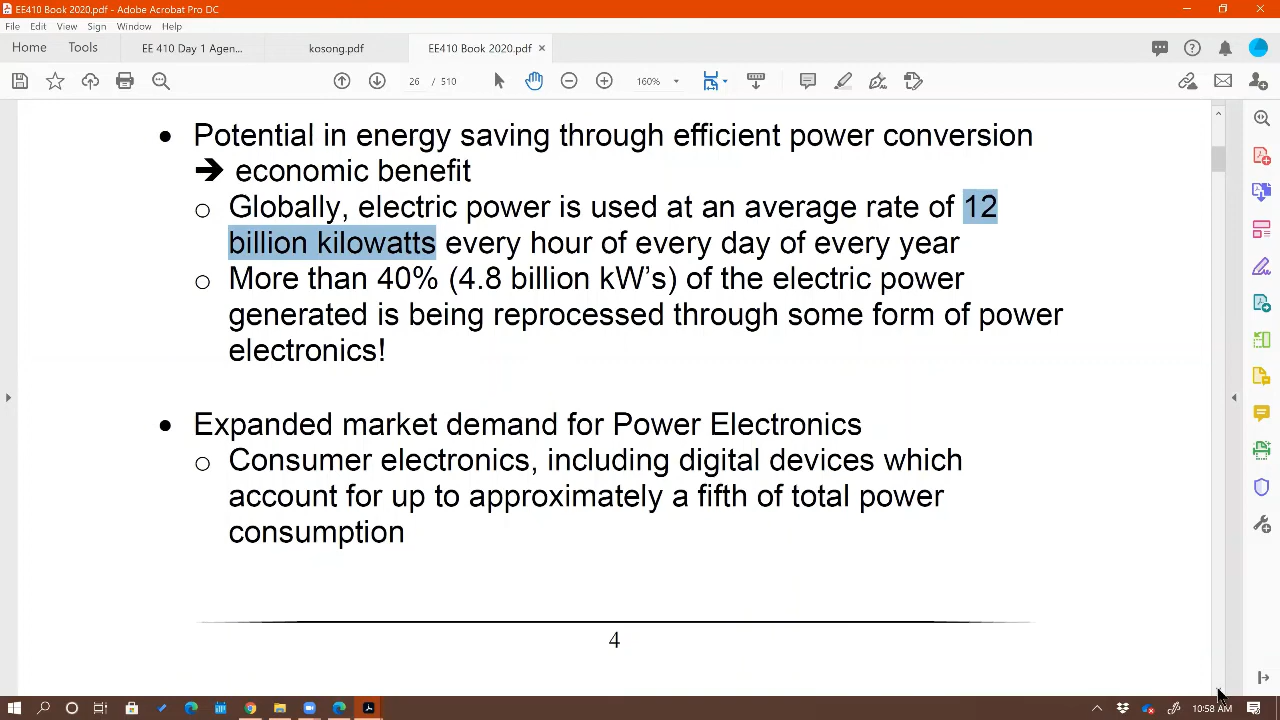 EE410 Book 2020.pdf - Adobe Acrobat Pro DC
File Edit View Sign Window Help
Home Tools EE 410 Day 1 Agen... kosong.pdf EE410 Book 2020.pdf ×
26 / 510 160%
• Potential in energy saving through efficient power conversion
➔ economic benefit
o Globally, electric power is used at an average rate of 12
billion kilowatts every hour of every day of every year
o More than 40% (4.8 billion kW's) of the electric power
generated is being reprocessed through some form of power
electronics!
• Expanded market demand for Power Electronics
o Consumer electronics, including digital devices which
account for up to approximately a fifth of total power
consumption
4
10:58 AM